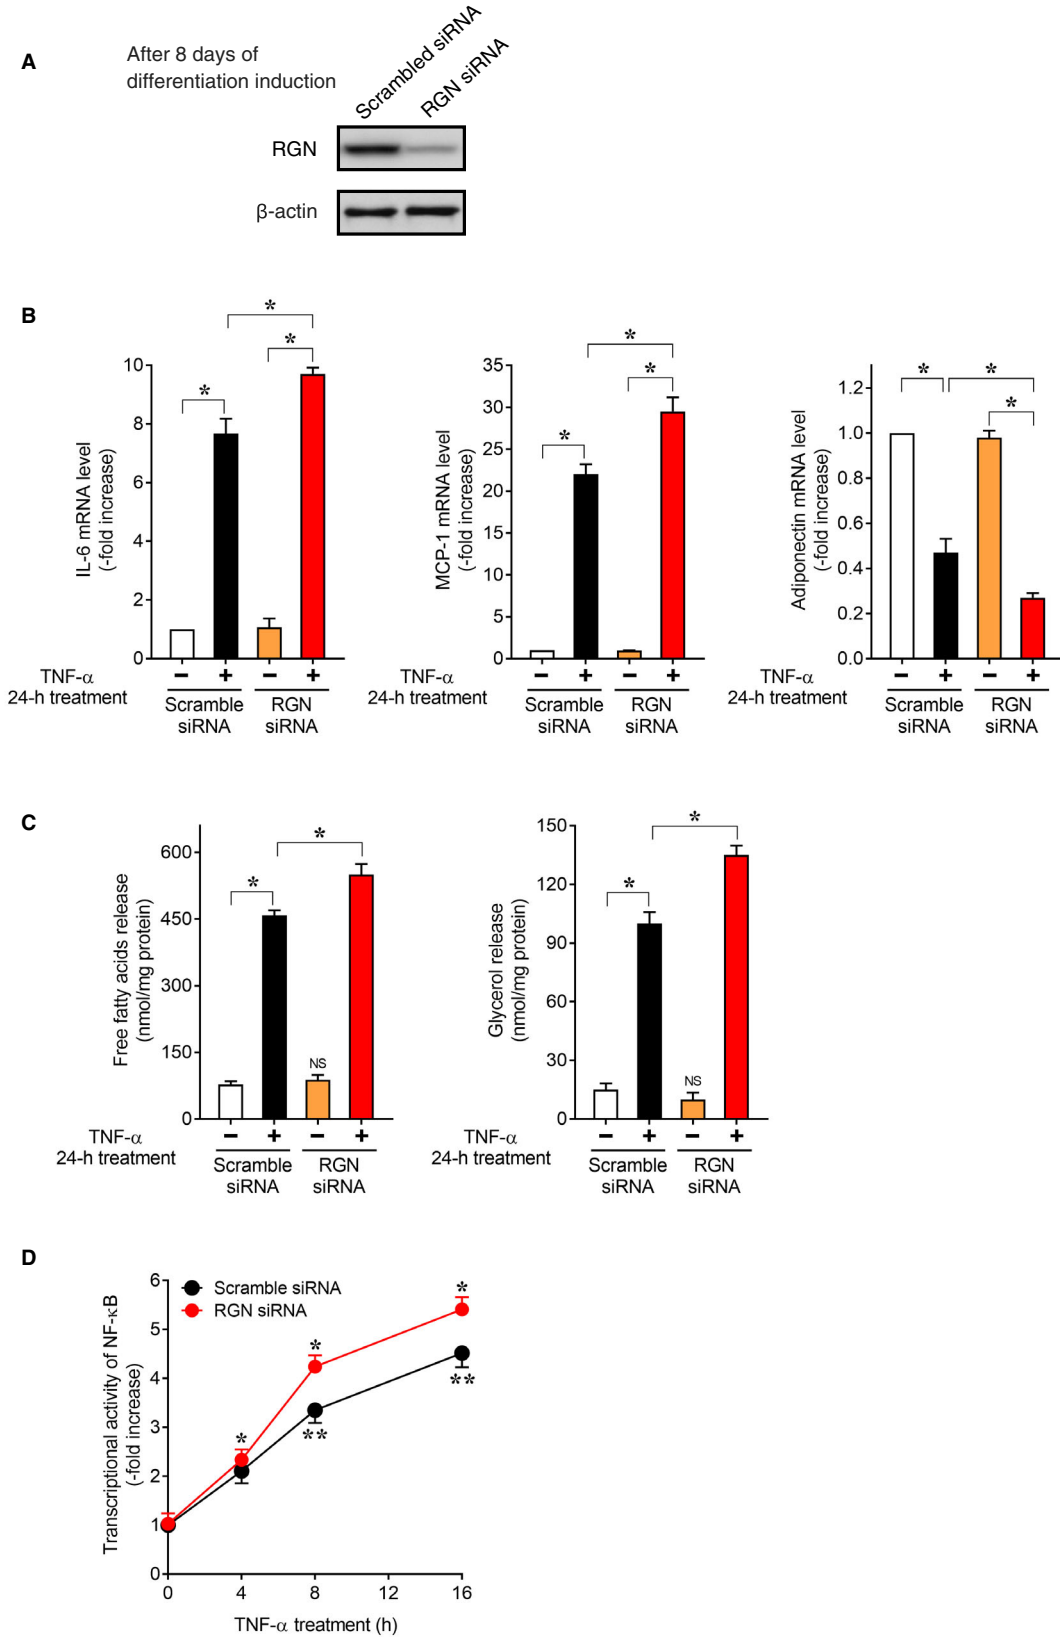 A
After 8 days of
differentiation induction
Scrambled siRNA
RGN siRNA
RGN
β-actin
B
*
*
*
10
8
6
4
2
0
IL-6 mRNA level
(-fold increase)
TNF-α
24-h treatment
− + − +
Scramble
siRNA
RGN
siRNA
*
*
*
35
30
25
20
15
10
5
0
MCP-1 mRNA level
(-fold increase)
TNF-α
24-h treatment
− + − +
Scramble
siRNA
RGN
siRNA
* *
*
1.2
1.0
0.8
0.6
0.4
0.2
0.0
Adiponectin mRNA level
(-fold increase)
TNF-α
24-h treatment
− + − +
Scramble
siRNA
RGN
siRNA
C
*
*
600
450
300
150
0
Free fatty acids release
(nmol/mg protein)
NS
TNF-α
24-h treatment
− + − +
Scramble
siRNA
RGN
siRNA
*
*
150
120
90
60
30
0
Glycerol release
(nmol/mg protein)
NS
TNF-α
24-h treatment
− + − +
Scramble
siRNA
RGN
siRNA
D
Scramble siRNA
RGN siRNA
6
5
4
3
2
1
0
Transcriptional activity of NF-κB
(-fold increase)
*
*
**
*
**
0 4 8 12 16
TNF-α treatment (h)